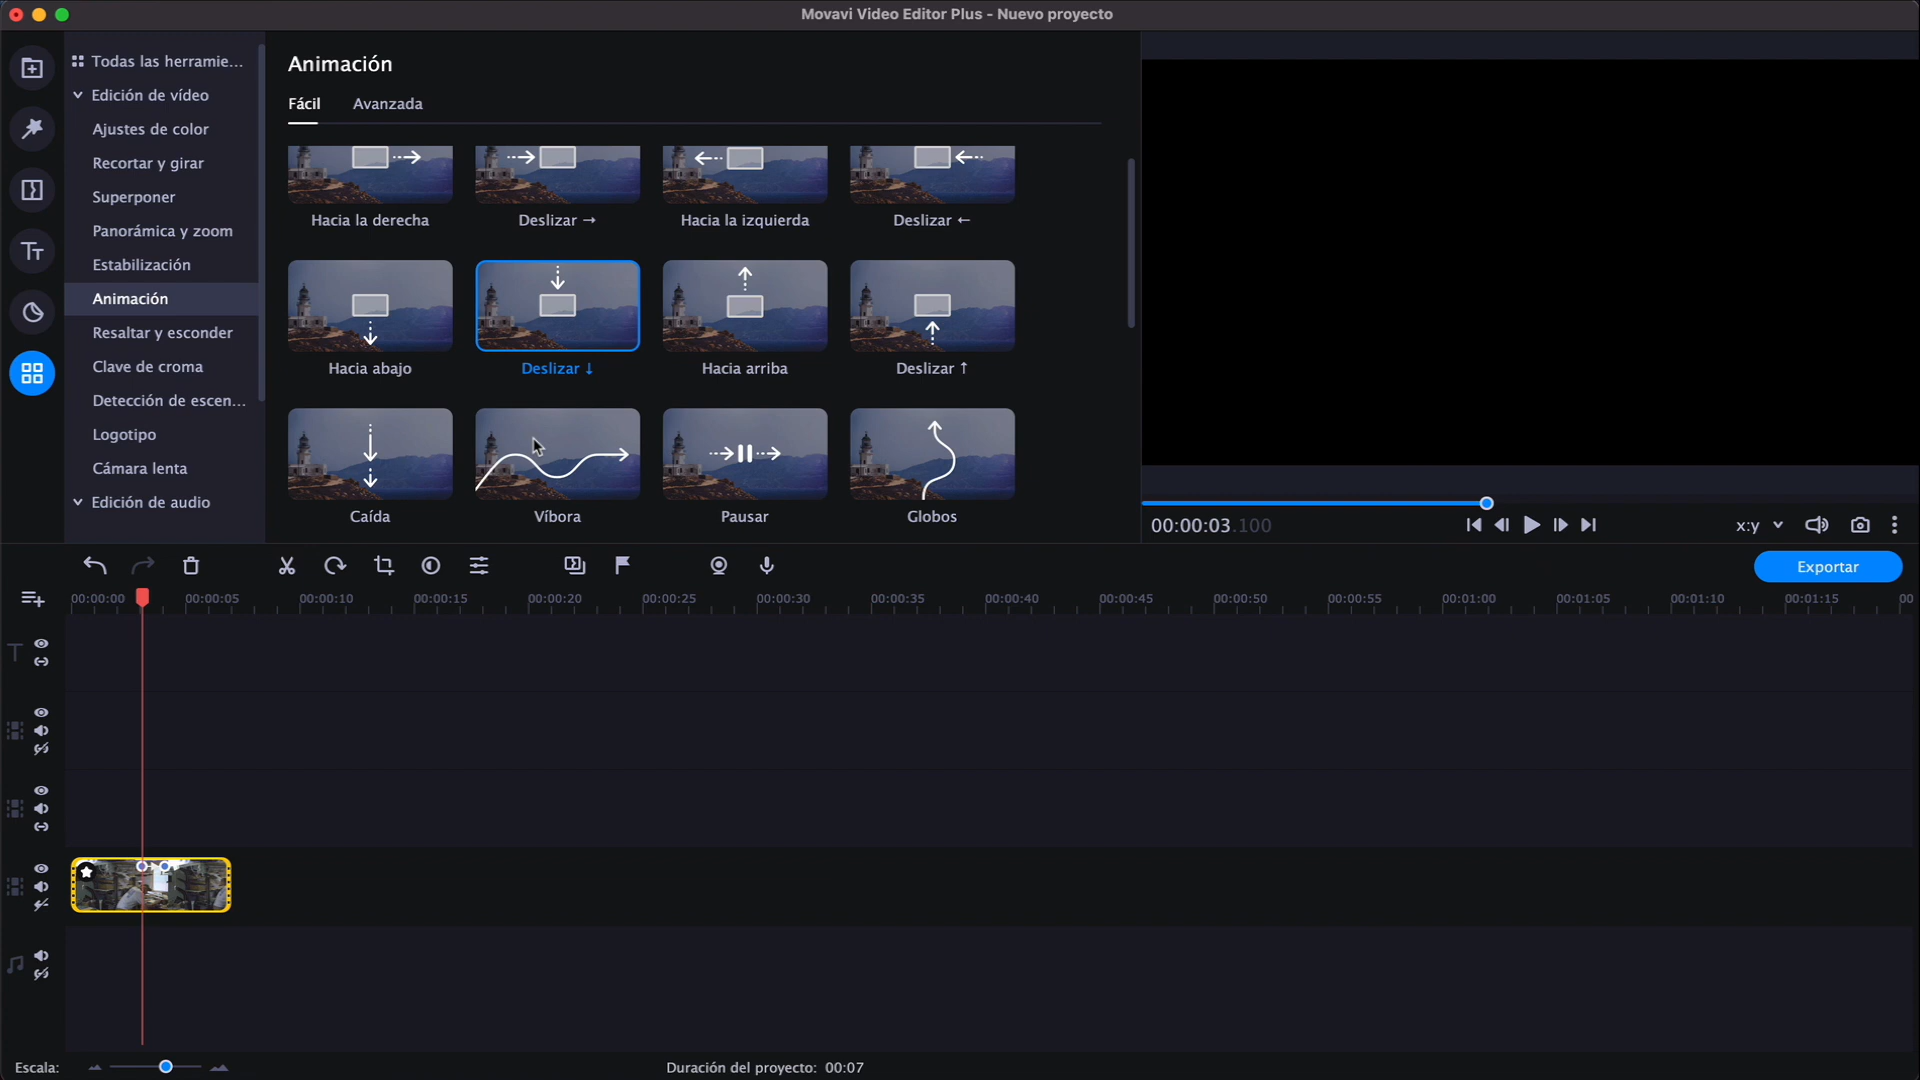 Movavi Video Editor Plus - Nuevo proyecto
Todas las herramie...
Edición de vídeo
Ajustes de color
Recortar y girar
Superponer
Panorámica y zoom
Estabilización
Animación
Resaltar y esconder
Clave de croma
Detección de escen...
Logotipo
Cámara lenta
Edición de audio
Animación
Fácil Avanzada
Hacia la derecha Deslizar → Hacia la izquierda Deslizar ←
Hacia abajo Deslizar ↓ Hacia arriba Deslizar ↑
Caída Víbora Pausar Globos
00:00:03.100
x:y
Exportar
00:00:00 00:00:05 00:00:10 00:00:15 00:00:20 00:00:25 00:00:30 00:00:35 00:00:40 00:00:45 00:00:50 00:00:55 00:01:00 00:01:05 00:01:10 00:01:15 00
Escala:
Duración del proyecto: 00:07